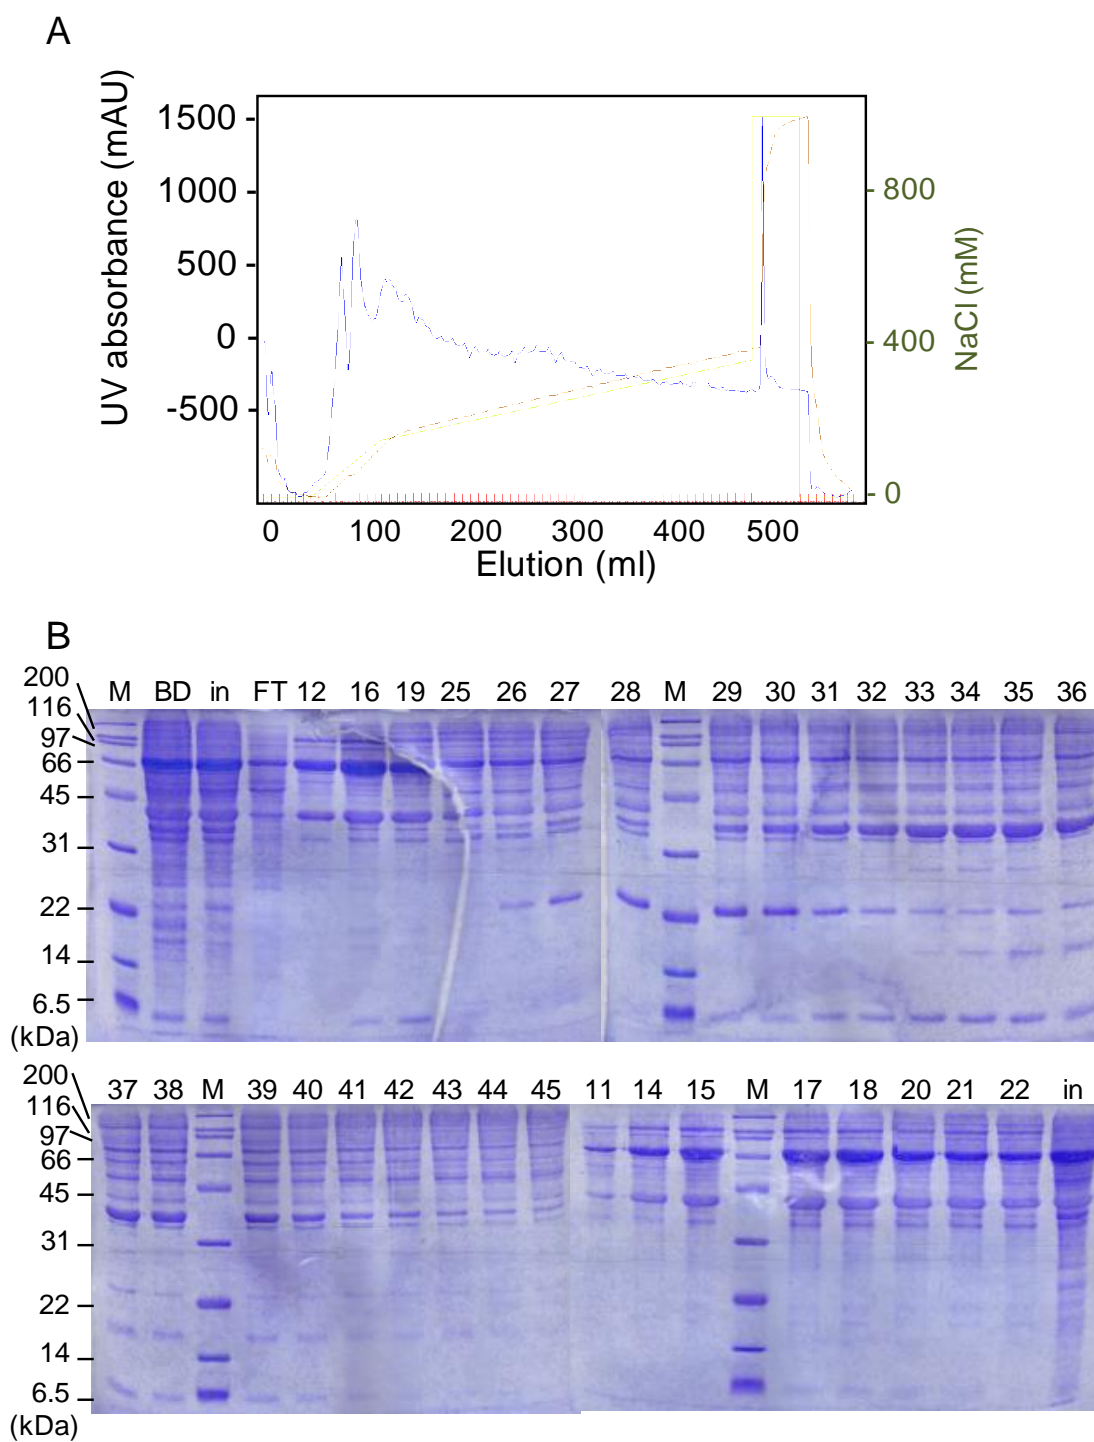 A
UV absorbance (mAU)
1500
1000
500
0
-500
800
400
0
NaCl (mM)
0 100 200 300 400 500
Elution (ml)
B
200
116
97
66
45
31
22
14
6.5
(kDa)
M BD in FT 12 16 19 25 26 27 28 M 29 30 31 32 33 34 35 36
200
116
97
66
45
31
22
14
6.5
(kDa)
37 38 M 39 40 41 42 43 44 45 11 14 15 M 17 18 20 21 22 in